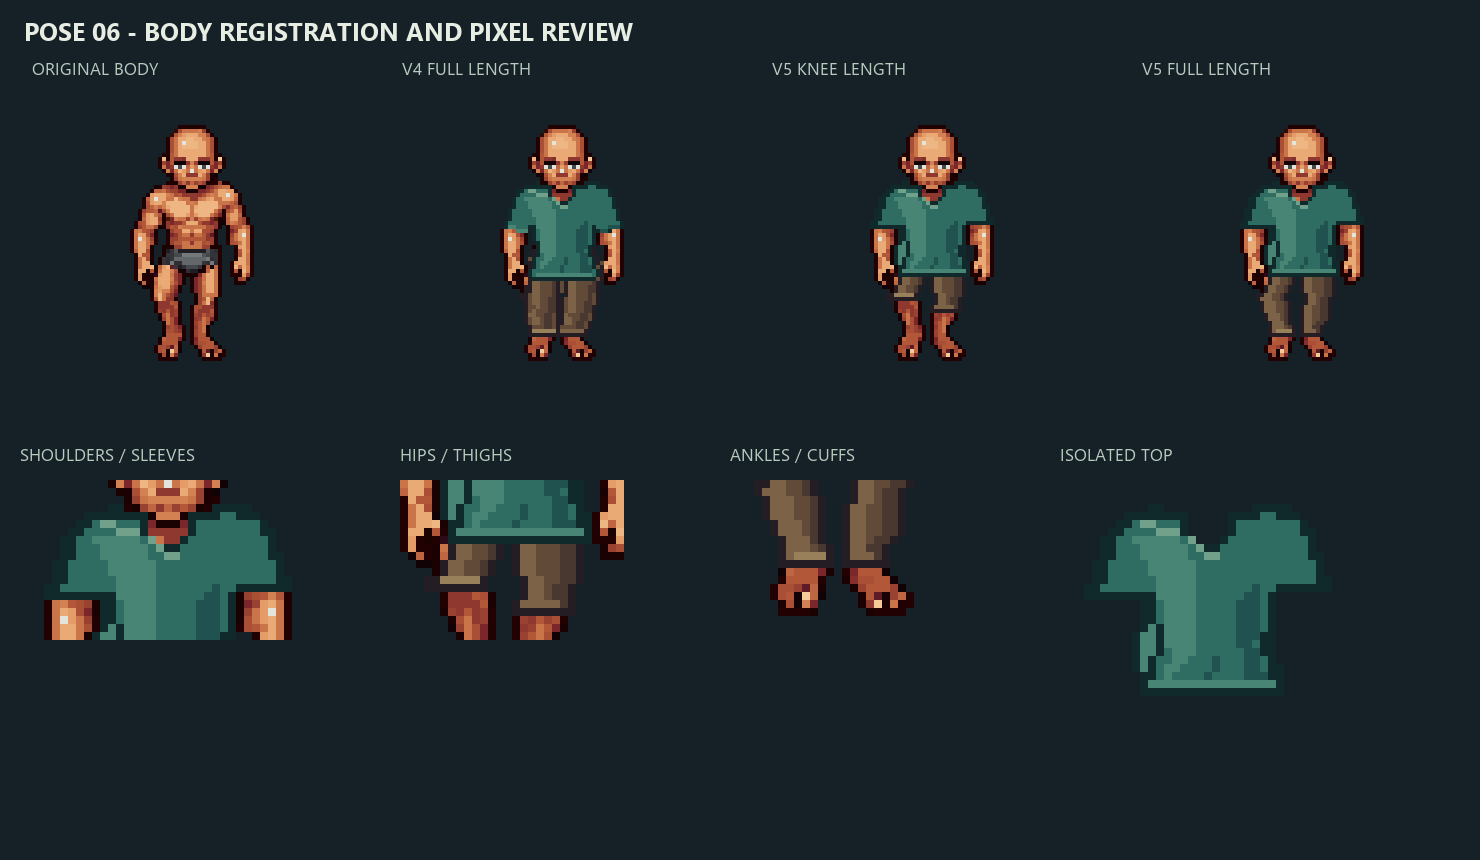 POSE 06 - BODY REGISTRATION AND PIXEL REVIEW
ORIGINAL BODY
V4 FULL LENGTH
V5 KNEE LENGTH
V5 FULL LENGTH
SHOULDERS / SLEEVES
HIPS / THIGHS
ANKLES / CUFFS
ISOLATED TOP